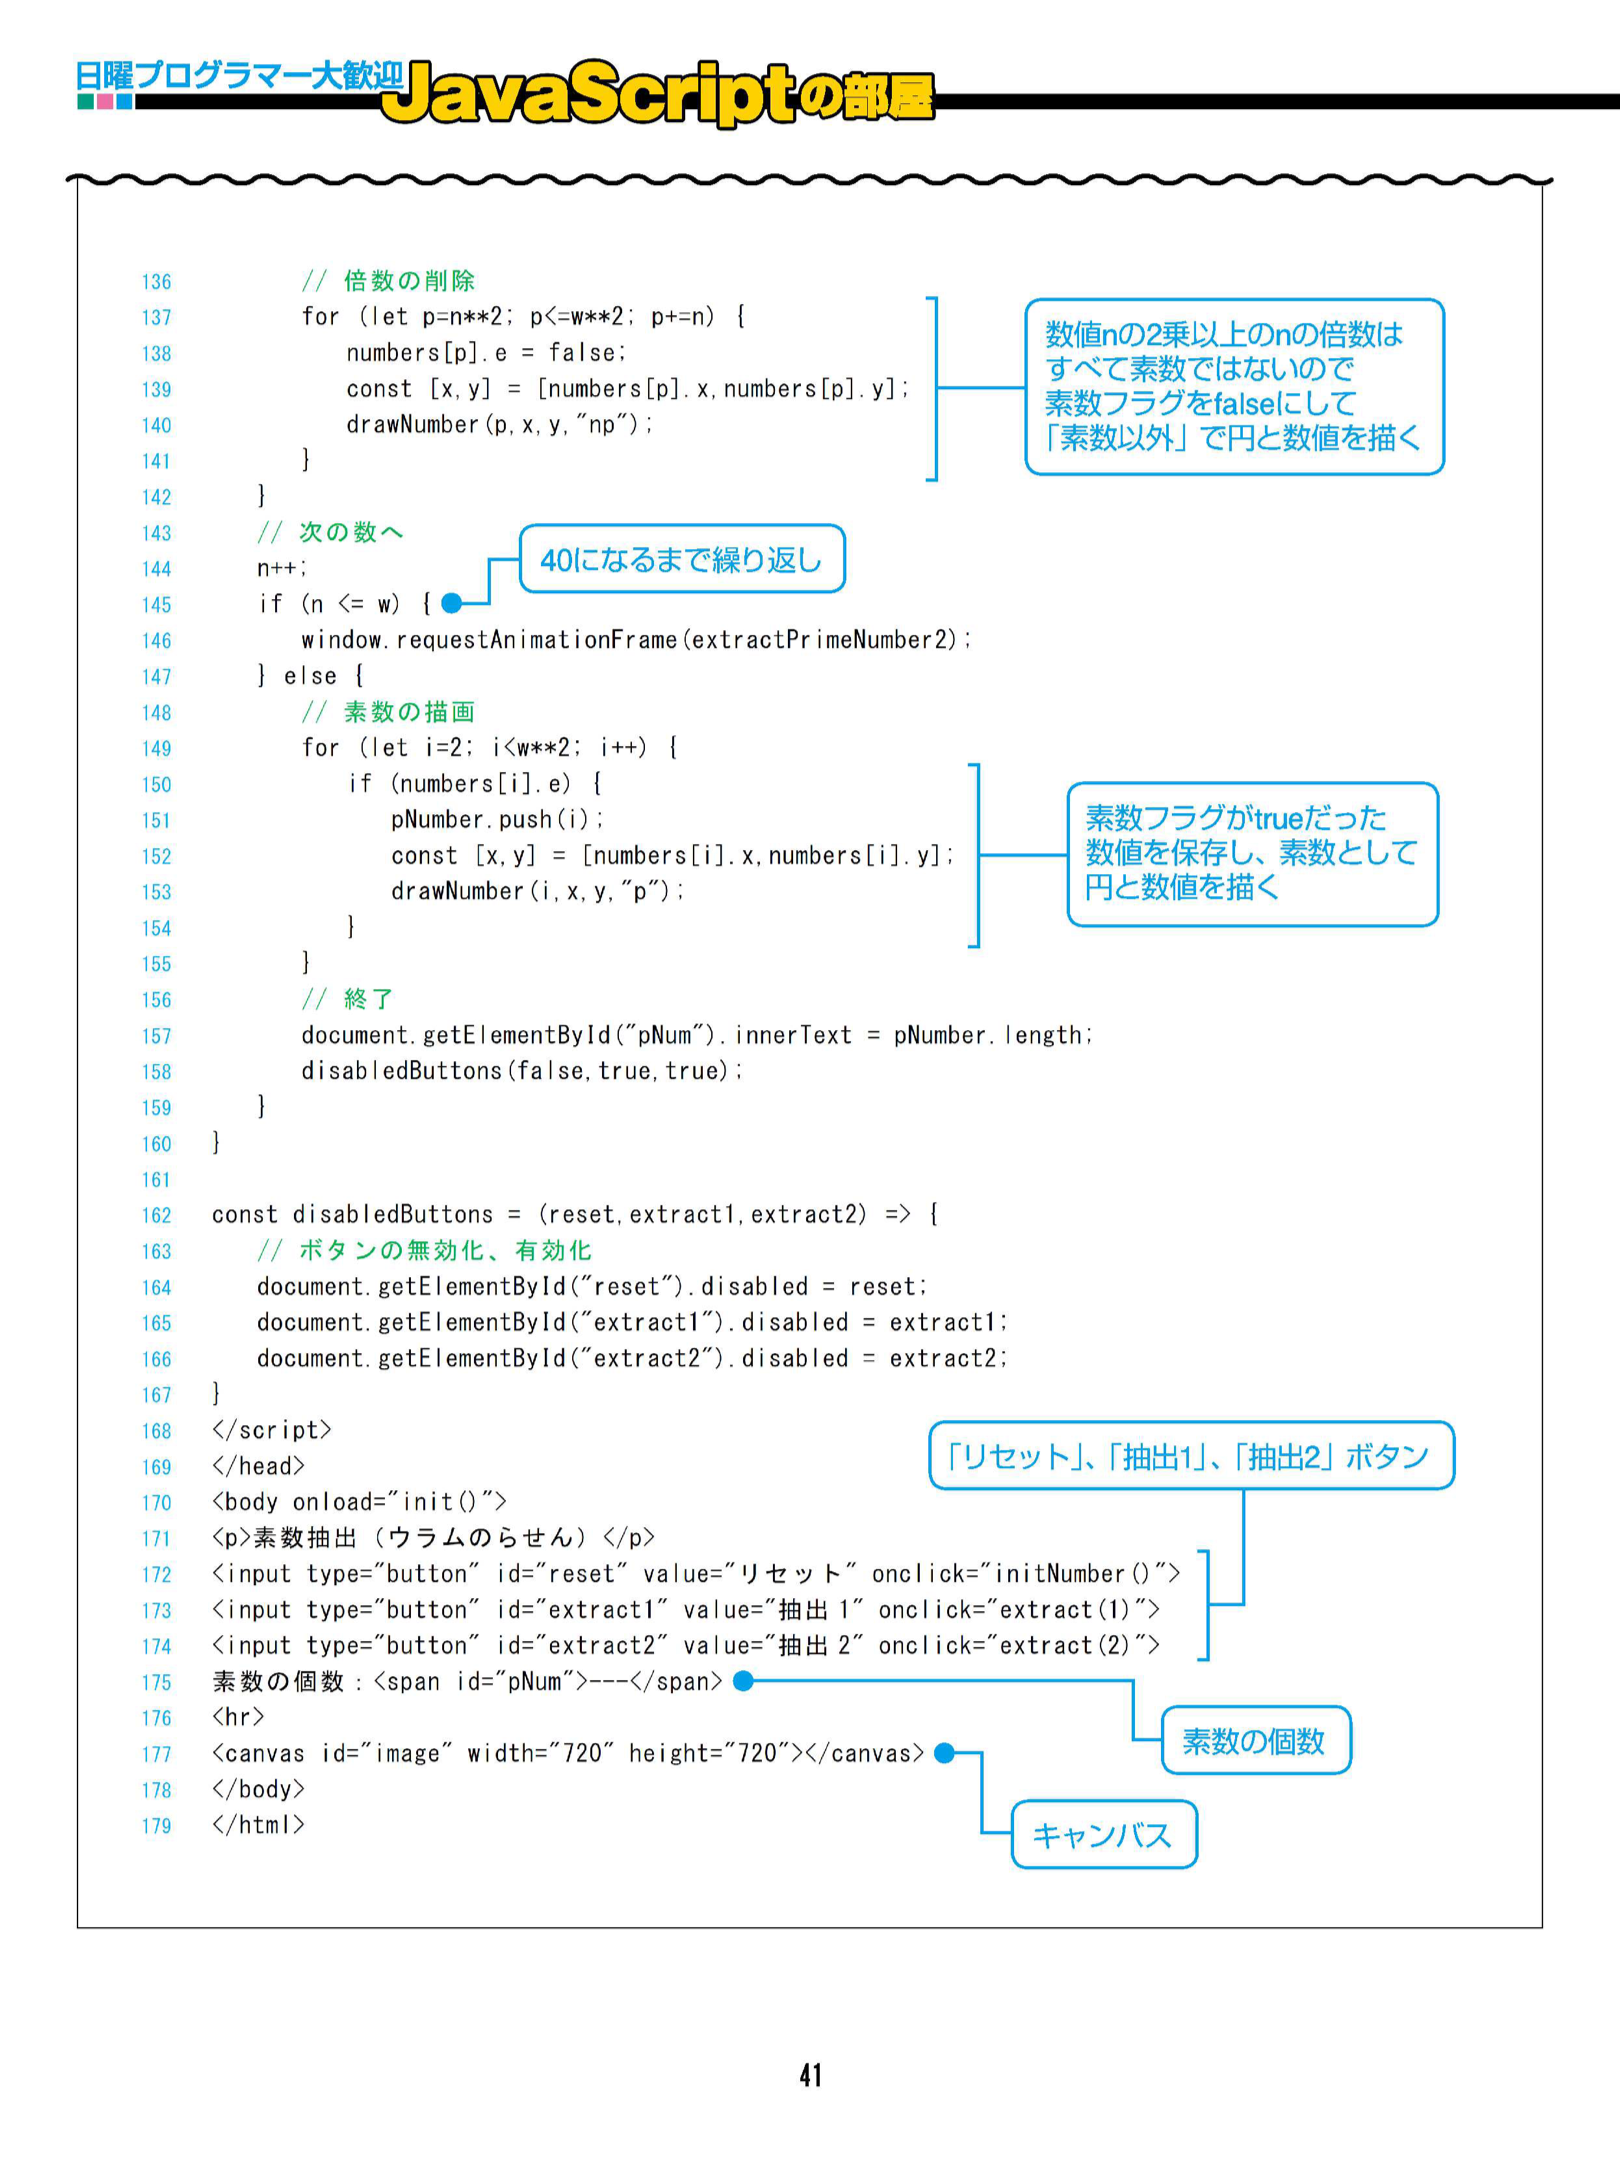 日曜プログラマー大歓迎
JavaScriptの部屋
136 // 倍数の削除
137 for (let p=n**2; p<=w**2; p+=n) {
138 numbers[p].e = false;
139 const [x,y] = [numbers[p].x,numbers[p].y];
140 drawNumber(p,x,y,"np");
141 }
数値nの2乗以上のnの倍数は
すべて素数ではないので
素数フラグをfalseにして
「素数以外」で円と数値を描く
142 }
143 // 次の数へ
144 n++;
145 if (n <= w) {
40になるまで繰り返し
146 window.requestAnimationFrame(extractPrimeNumber2);
147 } else {
148 // 素数の描画
149 for (let i=2; i<w**2; i++) {
150 if (numbers[i].e) {
151 pNumber.push(i);
152 const [x,y] = [numbers[i].x,numbers[i].y];
153 drawNumber(i,x,y,"p");
154 }
素数フラグがtrueだった
数値を保存し、素数として
円と数値を描く
155 }
156 // 終了
157 document.getElementById("pNum").innerText = pNumber.length;
158 disabledButtons(false,true,true);
159 }
160 }
161
162 const disabledButtons = (reset,extract1,extract2) => {
163 // ボタンの無効化、有効化
164 document.getElementById("reset").disabled = reset;
165 document.getElementById("extract1").disabled = extract1;
166 document.getElementById("extract2").disabled = extract2;
167 }
168 </script>
169 </head>
170 <body onload="init()">
171 <p>素数抽出（ウラムのらせん）</p>
172 <input type="button" id="reset" value="リセット" onclick="initNumber()">
173 <input type="button" id="extract1" value="抽出 1" onclick="extract(1)">
174 <input type="button" id="extract2" value="抽出 2" onclick="extract(2)">
「リセット」、「抽出1」、「抽出2」ボタン
175 素数の個数：<span id="pNum">---</span>
素数の個数
176 <hr>
177 <canvas id="image" width="720" height="720"></canvas>
キャンバス
178 </body>
179 </html>
41